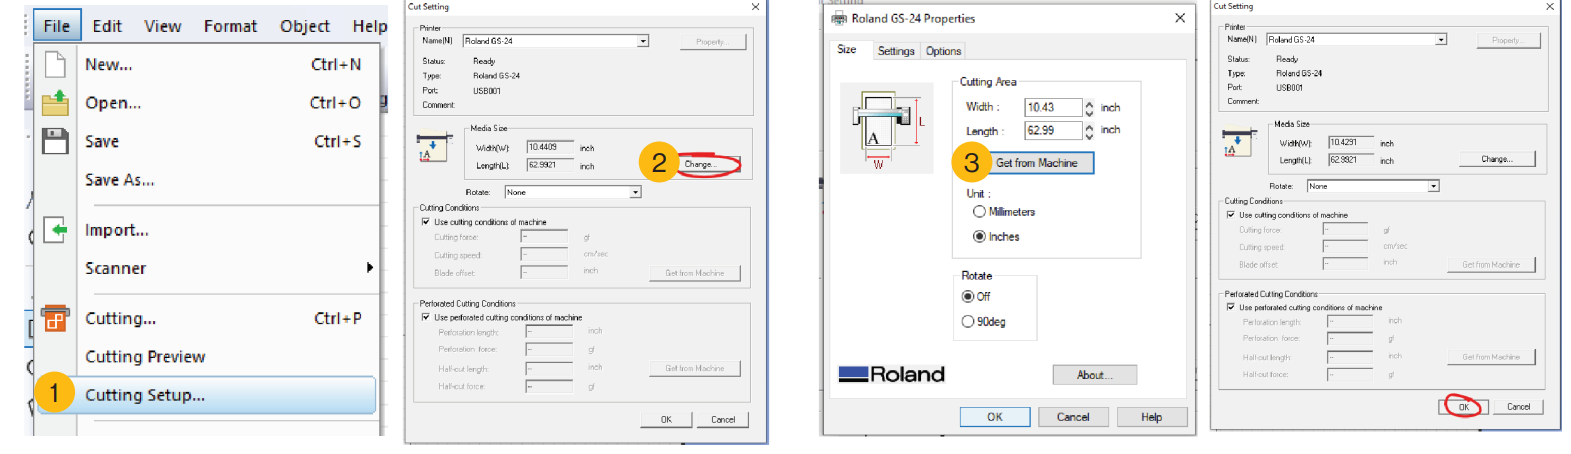 File Edit View Format Object Help
New... Ctrl+N
Open... Ctrl+O
Save Ctrl+S
Save As...
Import...
Scanner
Cutting... Ctrl+P
Cutting Preview
1
Cutting Setup...
Cut Setting
Printer
Name(N) Roland GS-24 Property...
Status: Ready
Type: Roland GS-24
Port: USB001
Comment:
Media Size
Width(W): 10.4409 inch
Length(L): 62.9921 inch
2
Change...
Rotate: None
Cutting Conditions
Use cutting conditions of machine
Cutting force: -- gf
Cutting speed: -- cm/sec
Blade offset: -- inch Get from Machine
Perforated Cutting Conditions
Use perforated cutting conditions of machine
Perforation length: -- inch
Perforation force: -- gf
Half-cut length: -- inch Get from Machine
Half-cut force: -- gf
OK Cancel
Roland GS-24 Properties
Size Settings Options
A
L
W
Cutting Area
Width : 10.43 inch
Length : 62.99 inch
3
Get from Machine
Unit :
Millimeters
Inches
Rotate
Off
90deg
Roland
About...
OK Cancel Help
Cut Setting
Printer
Name(N) Roland GS-24 Property...
Status: Ready
Type: Roland GS-24
Port: USB001
Comment:
Media Size
Width(W): 10.4291 inch
Length(L): 62.9921 inch Change...
Rotate: None
Cutting Conditions
Use cutting conditions of machine
Cutting force: -- gf
Cutting speed: -- cm/sec
Blade offset: -- inch Get from Machine
Perforated Cutting Conditions
Use perforated cutting conditions of machine
Perforation length: -- inch
Perforation force: -- gf
Half-cut length: -- inch Get from Machine
Half-cut force: -- gf
OK Cancel